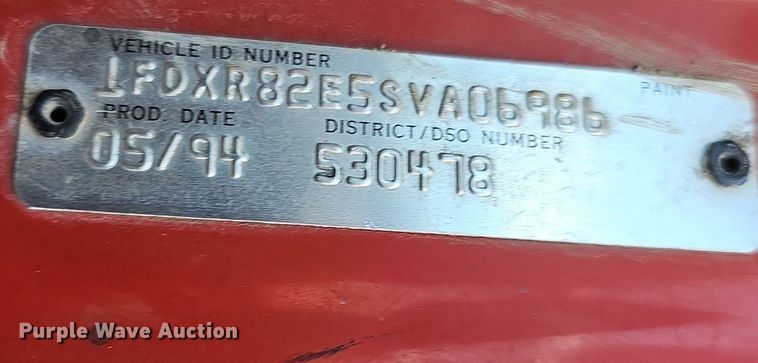 VEHICLE ID NUMBER
1FDXR82E5SVA06986
PAINT
PROD. DATE
DISTRICT/DSO NUMBER
05/94 530478
Purple Wave Auction